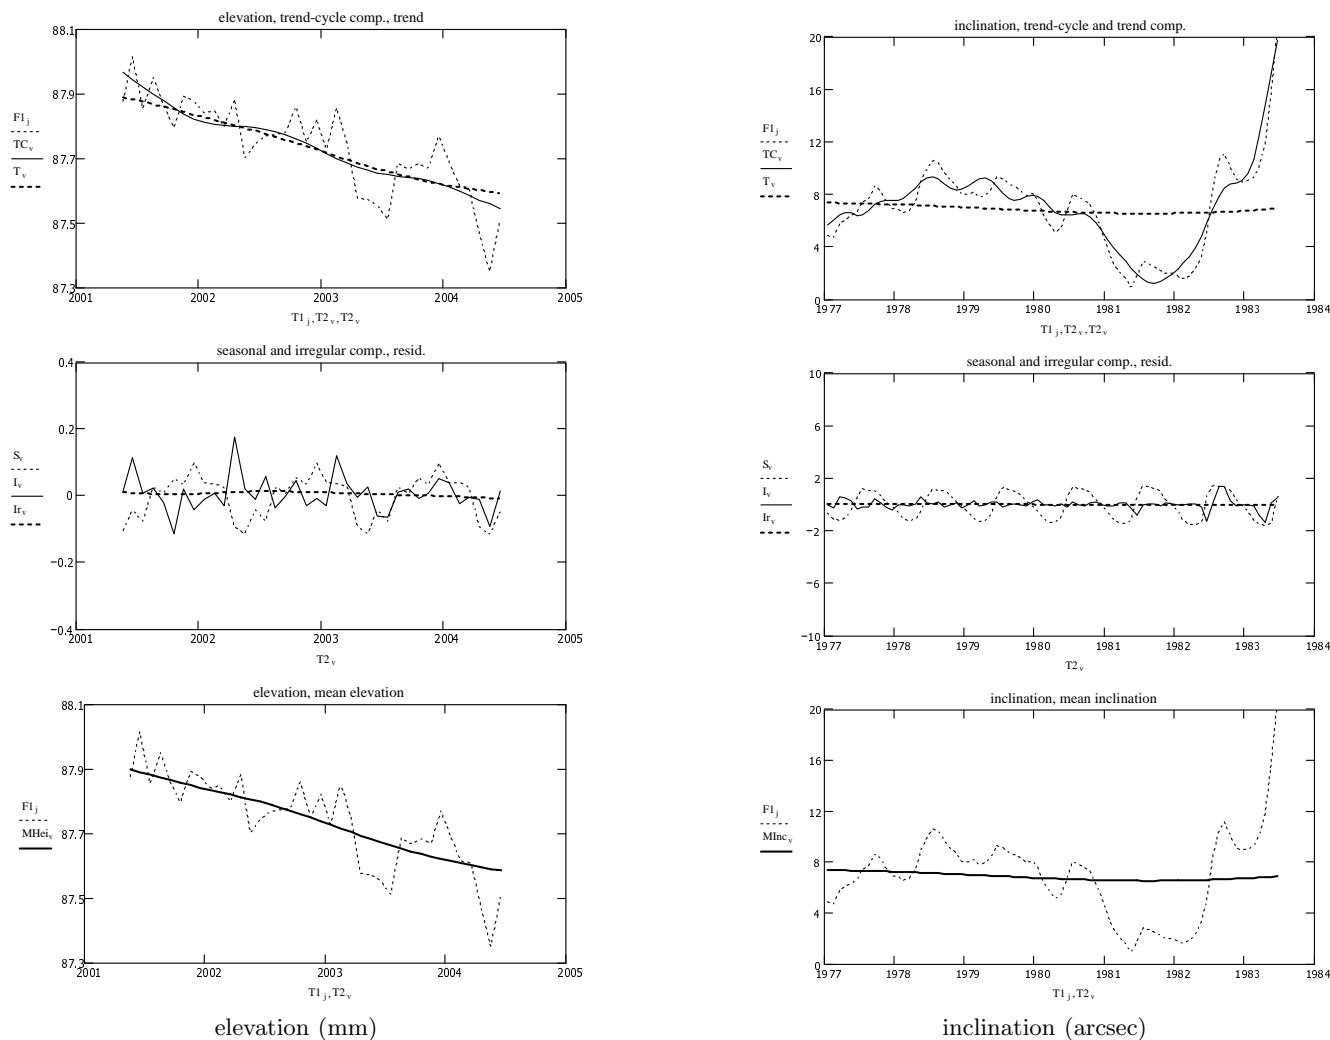 elevation, trend-cycle comp., trend
88.1
87.9
87.7
87.5
87.3
F1j
TCv
Tv
2001 2002 2003 2004 2005
T1j,T2v,T2v
seasonal and irregular comp., resid.
0.4
0.2
0
−0.2
−0.4
Sv
Iv
Irv
2001 2002 2003 2004 2005
T2v
elevation, mean elevation
88.1
87.9
87.7
87.5
87.3
F1j
MHeiv
2001 2002 2003 2004 2005
T1j,T2v
elevation (mm)
inclination, trend-cycle and trend comp.
20
16
12
8
4
0
F1j
TCv
Tv
1977 1978 1979 1980 1981 1982 1983 1984
T1j,T2v,T2v
seasonal and irregular comp., resid.
10
6
2
−2
−6
−10
Sv
Iv
Irv
1977 1978 1979 1980 1981 1982 1983 1984
T2v
inclination, mean inclination
20
16
12
8
4
0
F1j
MIncv
1977 1978 1979 1980 1981 1982 1983 1984
T1j,T2v
inclination (arcsec)